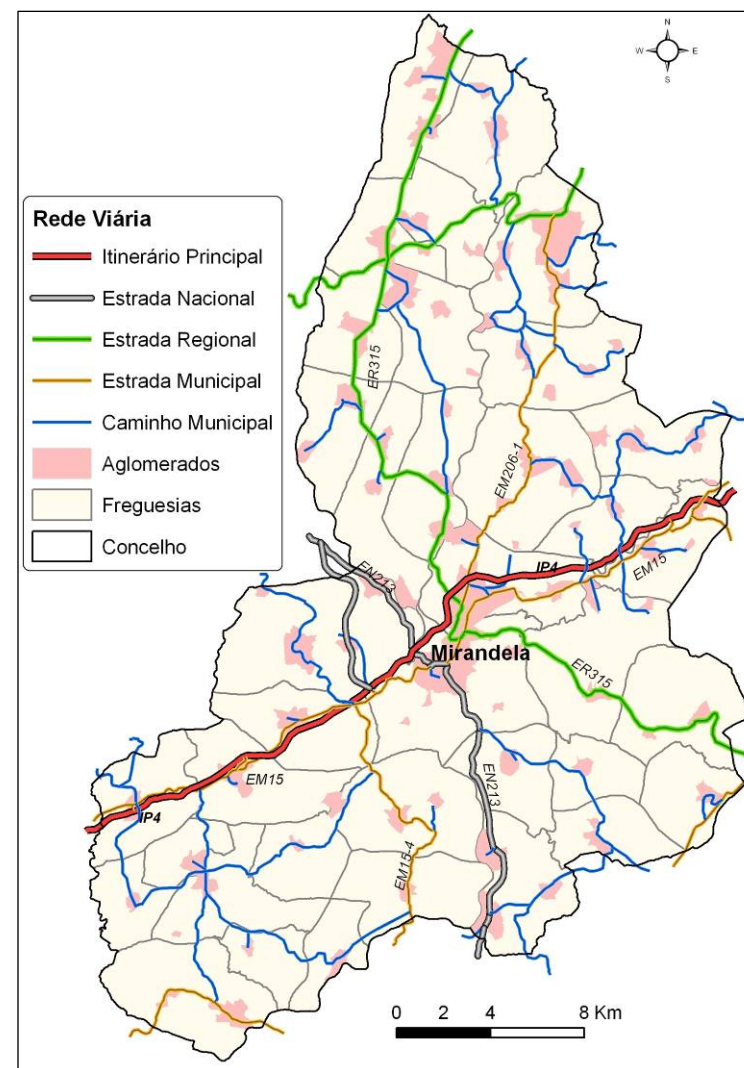 N
W E
S
Rede Viária
Itinerário Principal
Estrada Nacional
Estrada Regional
Estrada Municipal
Caminho Municipal
Aglomerados
Freguesias
Concelho
ER315
EM206-1
IP4
EM15
EN213
Mirandela
ER315
EM15
IP4
EN213
EM15-4
0 4 8 Km